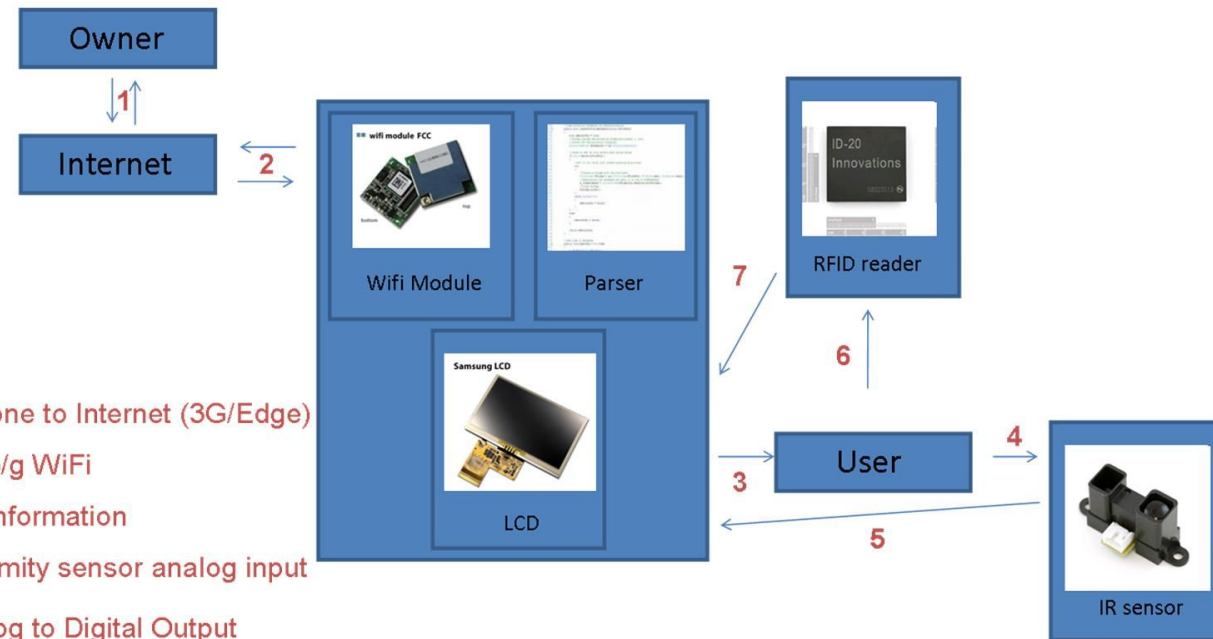 Owner
1
Internet
2
wifi module FCC
bottom
top
Wifi Module
Parser
ID-20
Innovations
RFID reader
7
6
Samsung LCD
LCD
3
User
4
5
IR sensor
one to Internet (3G/Edge)
/g WiFi
nformation
mity sensor analog input
og to Digital Output